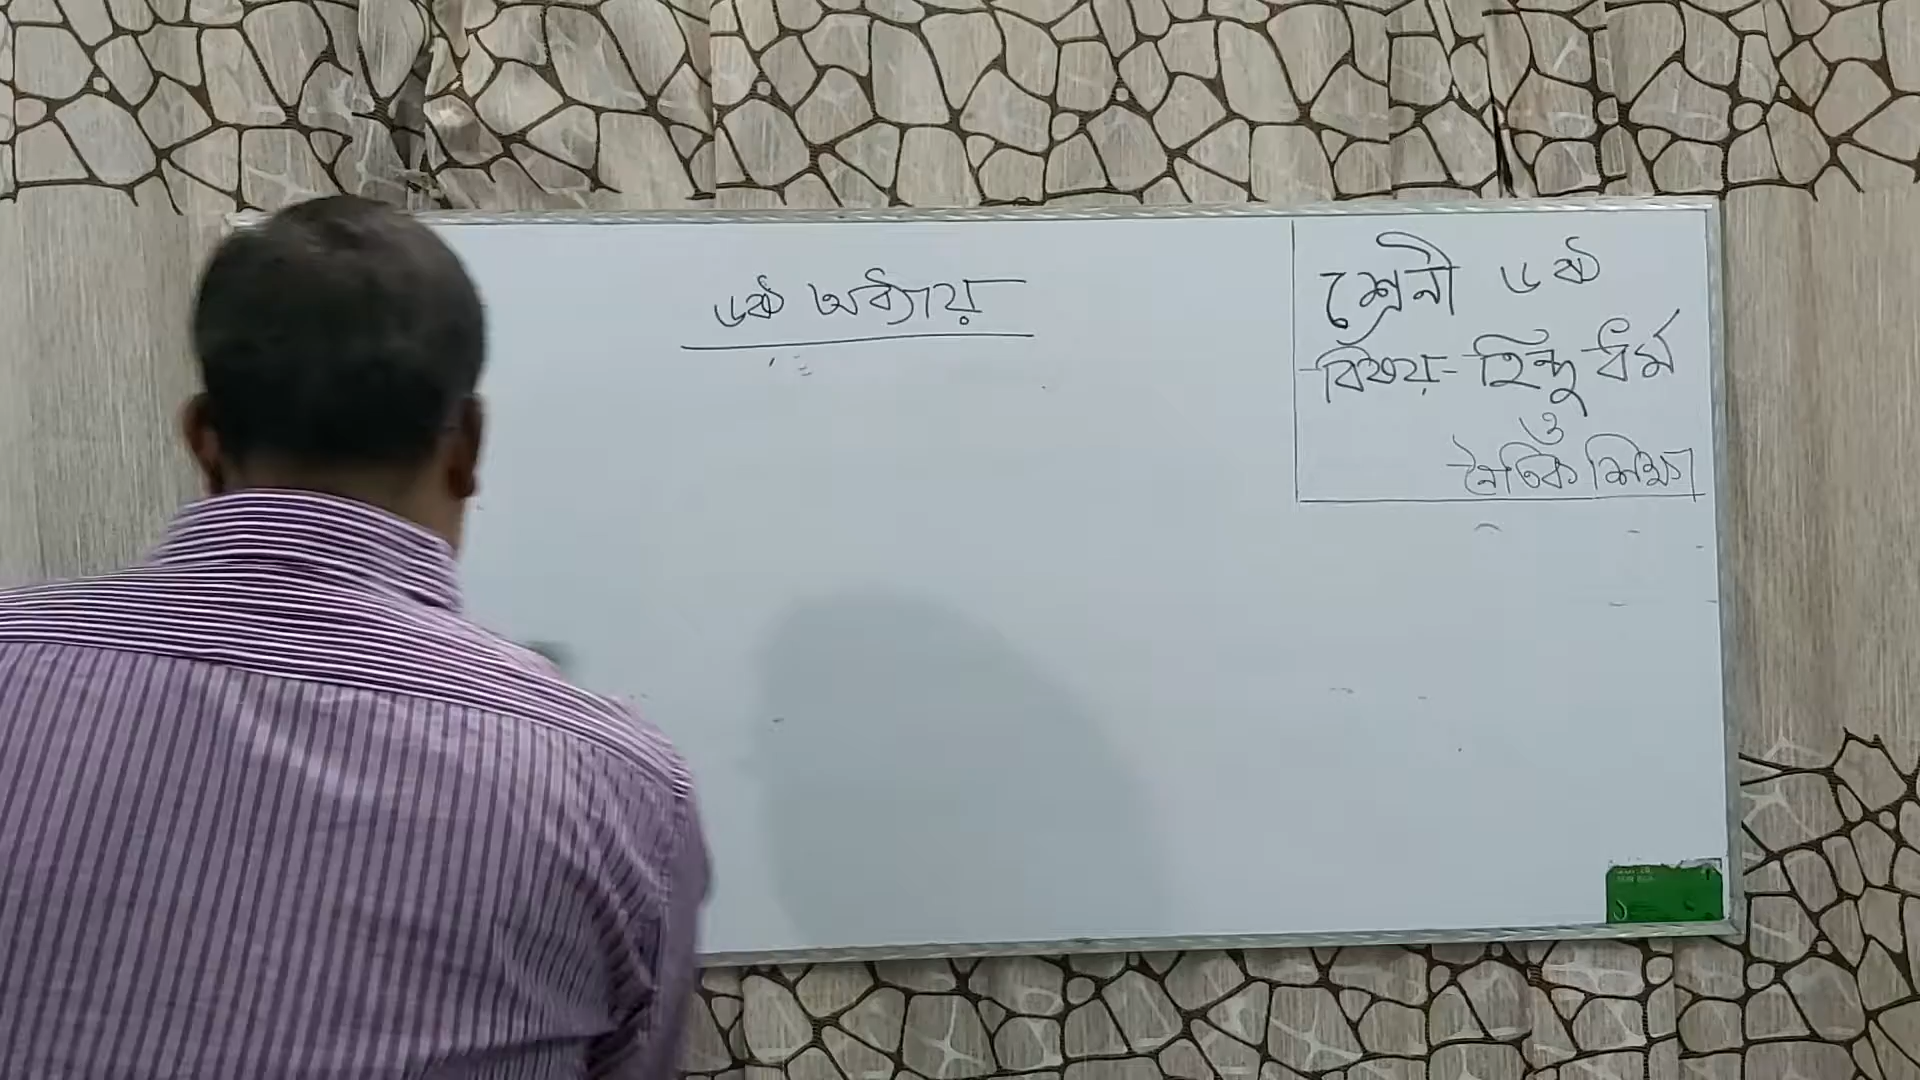 ৬ষ্ঠ অধ্যায়
শ্রেনী ৬ষ্ঠ
বিষয়-হিন্দু ধর্ম
ও
নৈতিক শিক্ষা